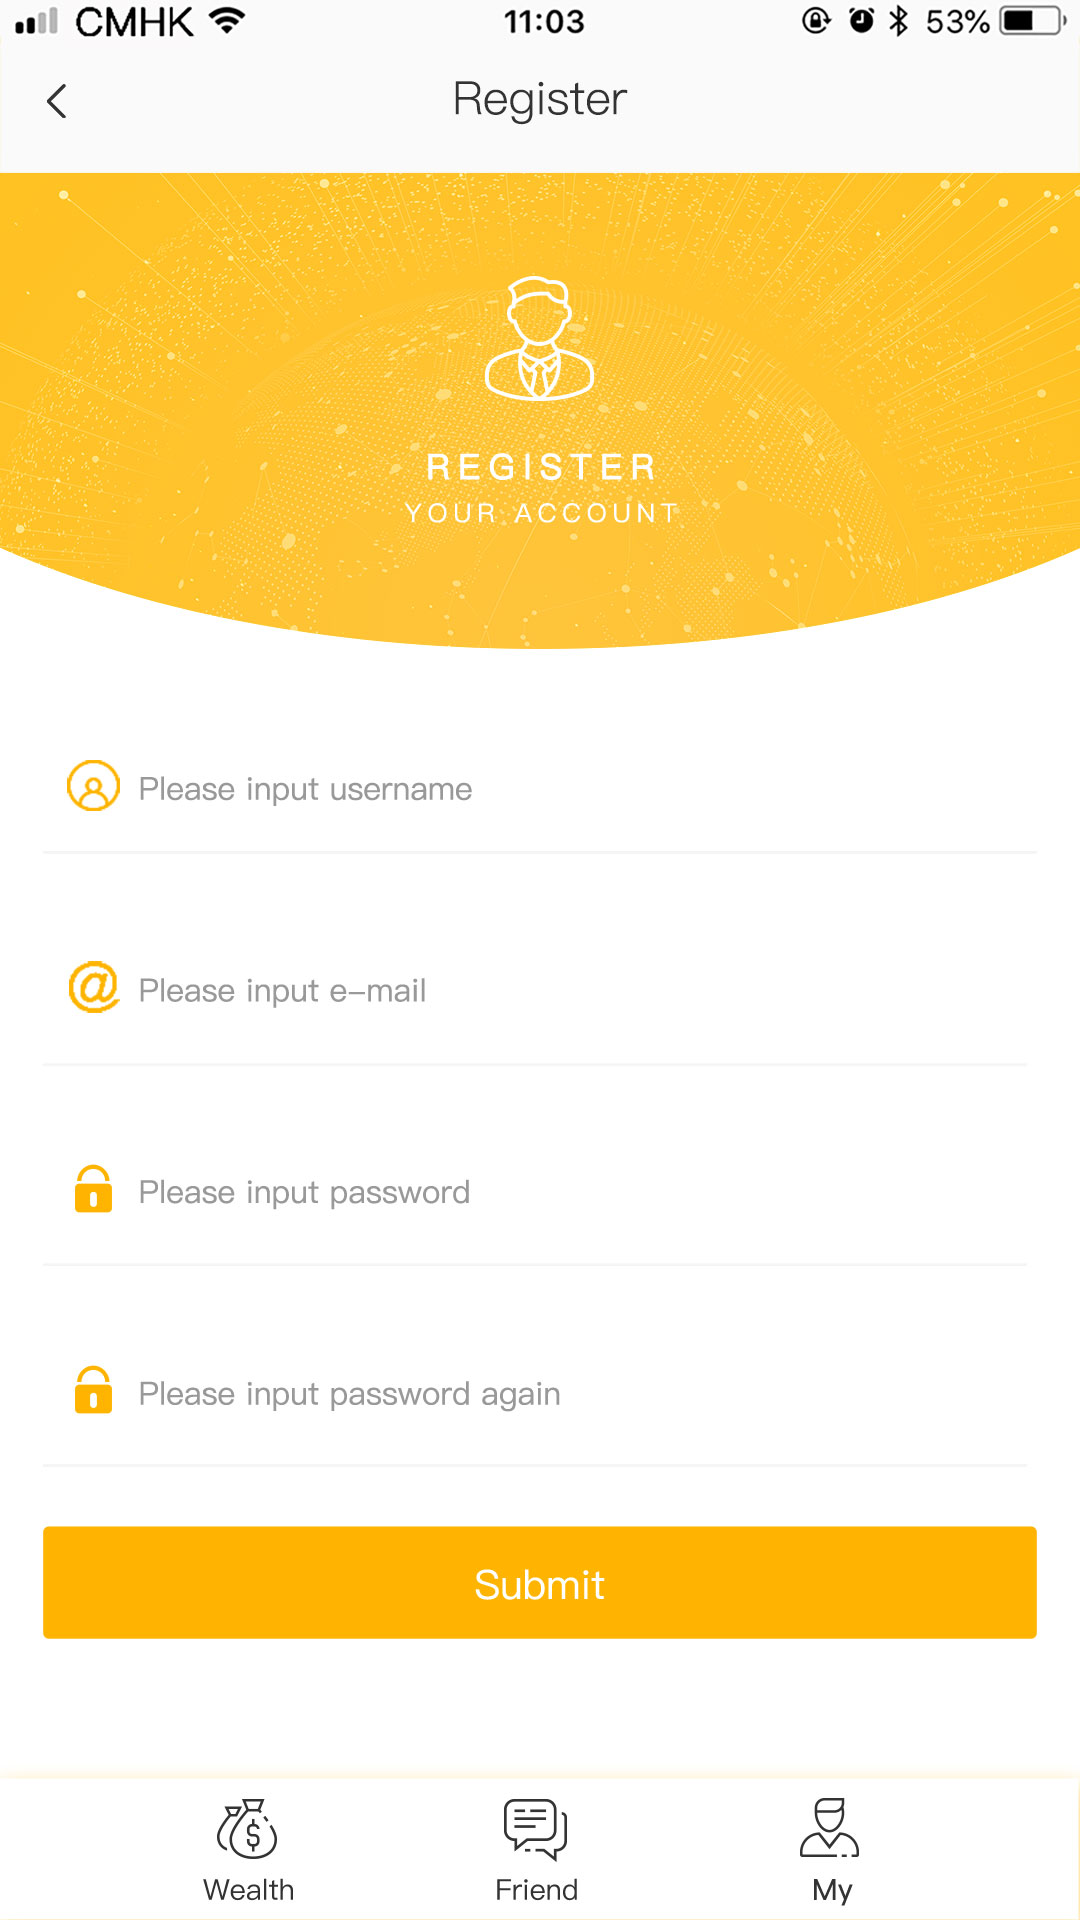 CMHK 11:03 53%
Register
REGISTER
YOUR ACCOUNT
Please input username
Please input e-mail
Please input password
Please input password again
Submit
Wealth Friend My